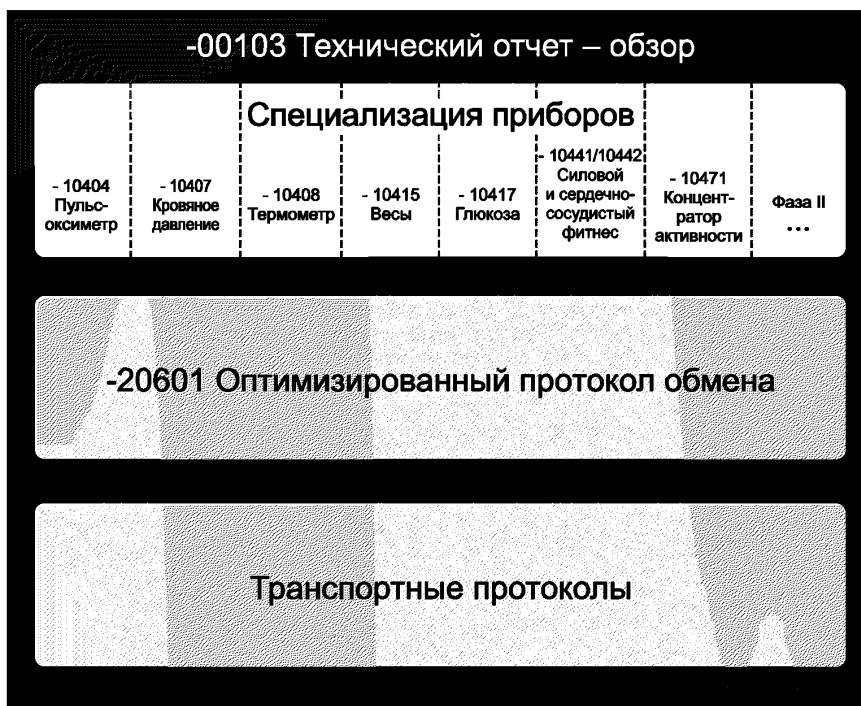 -00103 Технический отчет – обзор
Специализация приборов
- 10404
Пульс-
оксиметр
- 10407
Кровяное
давление
- 10408
Термометр
- 10415
Весы
- 10417
Глюкоза
- 10441/10442
Силовой
и сердечно-
сосудистый
фитнес
- 10471
Концент-
ратор
активности
Фаза II
...
-20601 Оптимизированный протокол обмена
Транспортные протоколы